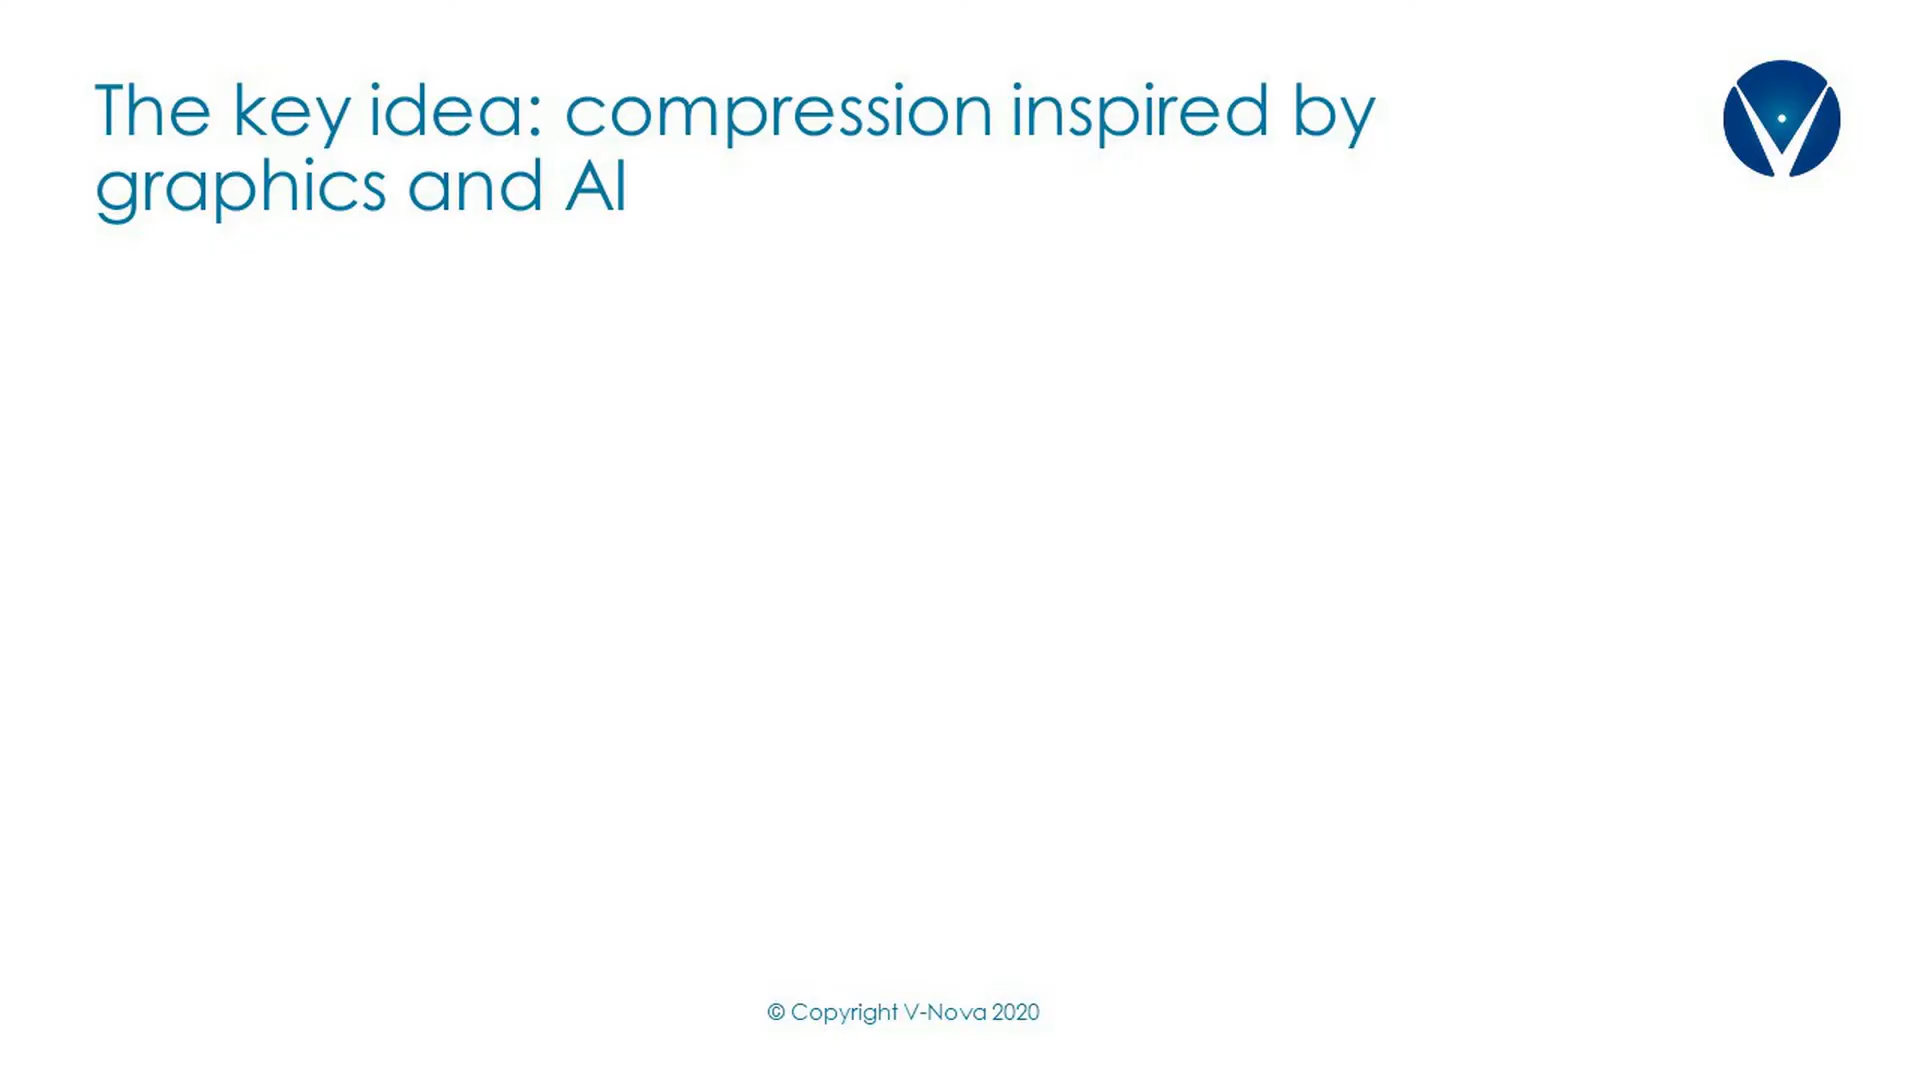 The key idea: compression inspired by
graphics and AI
© Copyright V-Nova 2020